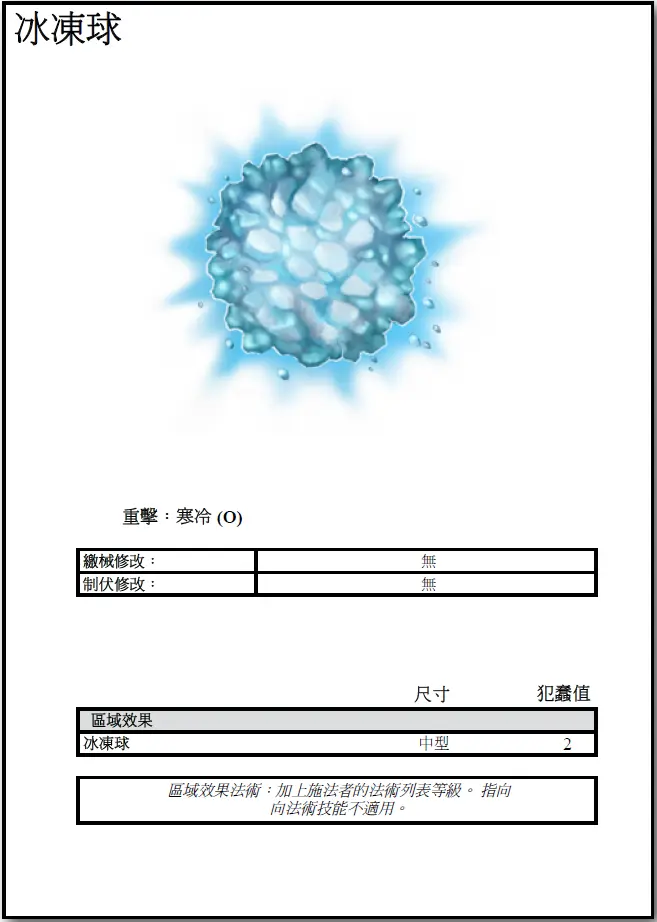 冰凍球
重擊：寒冷 (O)
繳械修改： 無
制伏修改： 無
尺寸 犯蠢值
區域效果
冰凍球 中型 2
區域效果法術：加上施法者的法術列表等級。 指向
向法術技能不適用。